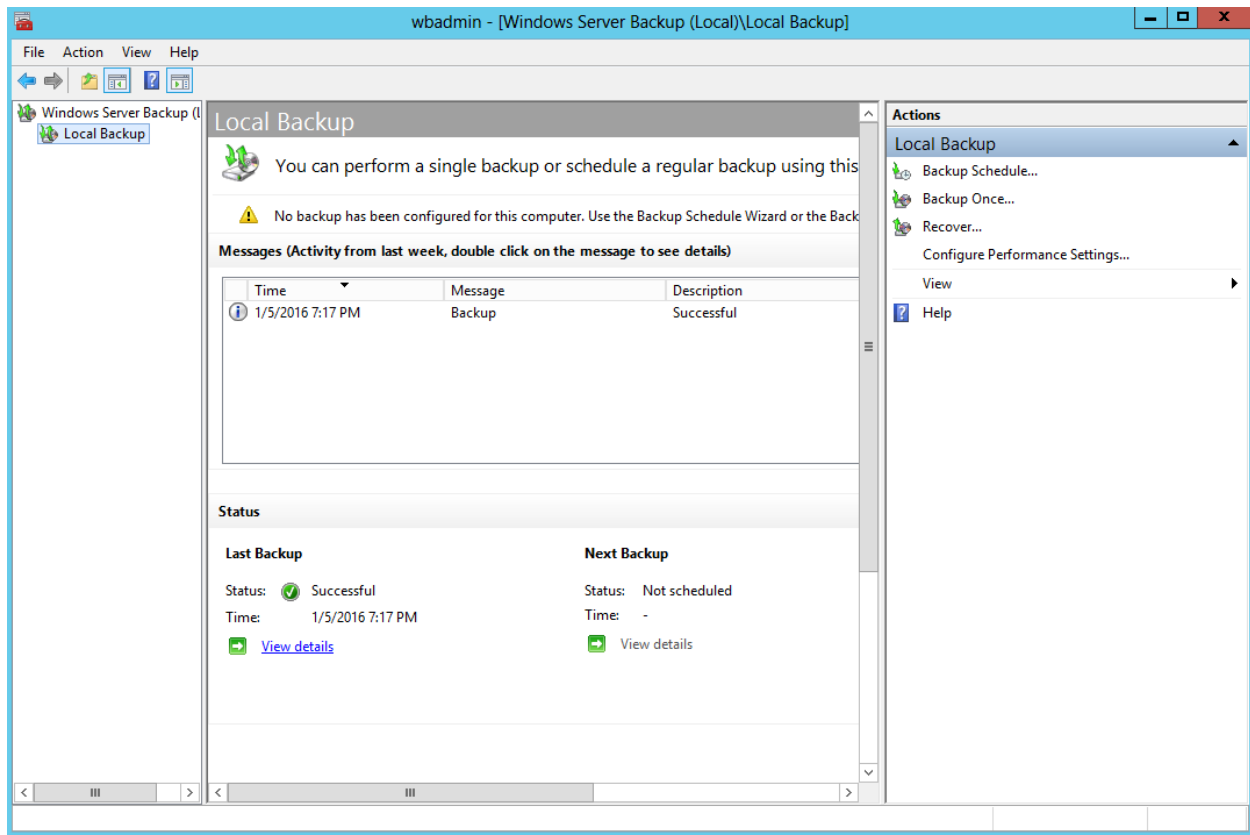 wbadmin - [Windows Server Backup (Local)\Local Backup]
File Action View Help
Windows Server Backup (l
Local Backup
Local Backup
You can perform a single backup or schedule a regular backup using this
No backup has been configured for this computer. Use the Backup Schedule Wizard or the Back
Messages (Activity from last week, double click on the message to see details)
Time Message Description
1/5/2016 7:17 PM Backup Successful
Status
Last Backup Next Backup
Status: Successful Status: Not scheduled
Time: 1/5/2016 7:17 PM Time: -
View details View details
Actions
Local Backup
Backup Schedule...
Backup Once...
Recover...
Configure Performance Settings...
View
Help